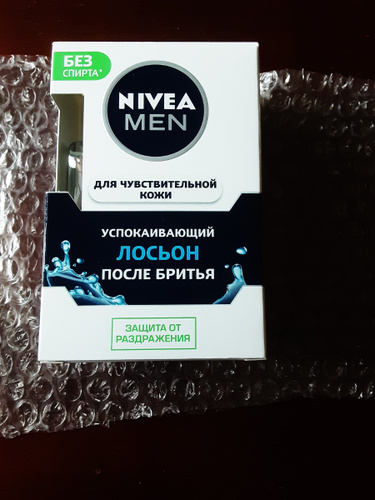 БЕЗ
СПИРТА*
NIVEA
MEN
ДЛЯ ЧУВСТВИТЕЛЬНОЙ
КОЖИ
УСПОКАИВАЮЩИЙ
ЛОСЬОН
ПОСЛЕ БРИТЬЯ
ЗАЩИТА ОТ
РАЗДРАЖЕНИЯ